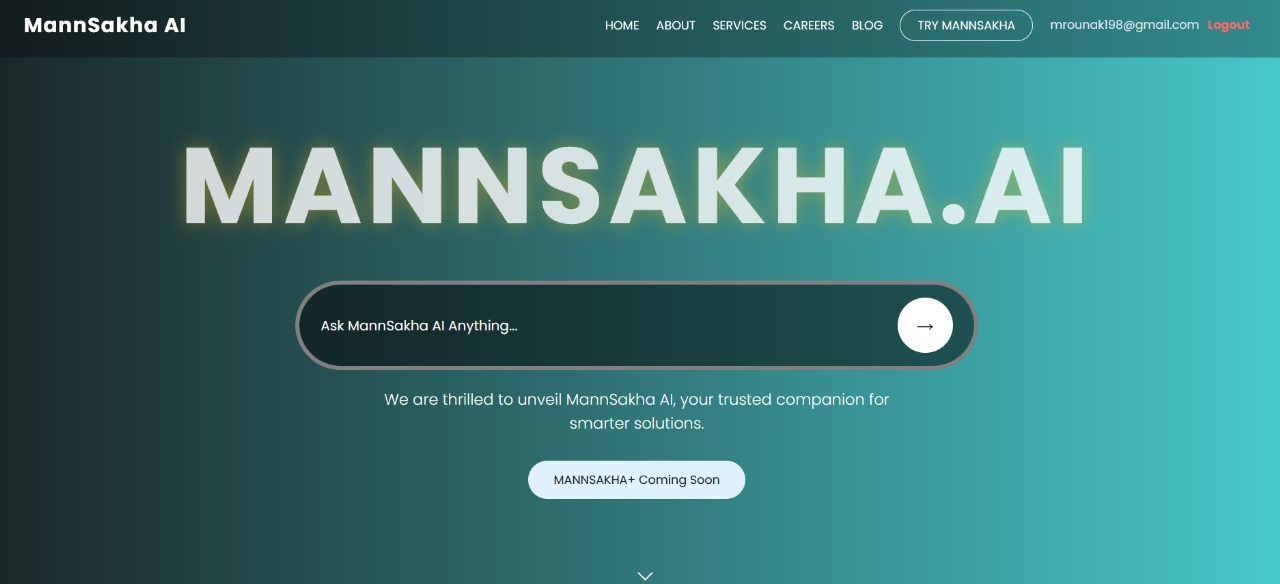 MannSakha AI
HOME ABOUT SERVICES CAREERS BLOG TRY MANNSAKHA mrounak198@gmail.com Logout
MANNSAKHA.AI
Ask MannSakha AI Anything...
We are thrilled to unveil MannSakha AI, your trusted companion for
smarter solutions.
MANNSAKHA+ Coming Soon